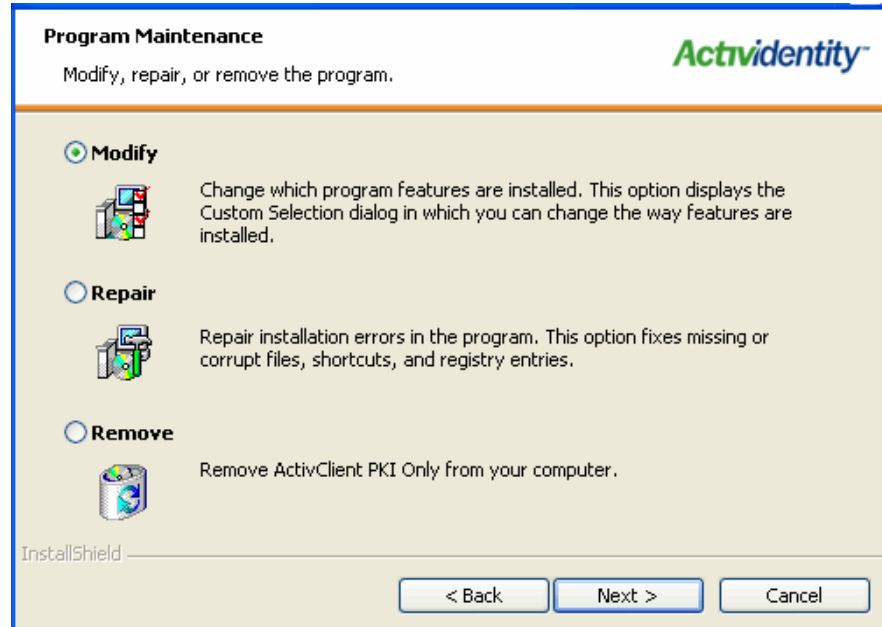 Program Maintenance
Modify, repair, or remove the program.
ActivIdentity™
Modify
Change which program features are installed. This option displays the
Custom Selection dialog in which you can change the way features are
installed.
Repair
Repair installation errors in the program. This option fixes missing or
corrupt files, shortcuts, and registry entries.
Remove
Remove ActivClient PKI Only from your computer.
InstallShield
< Back
Next >
Cancel